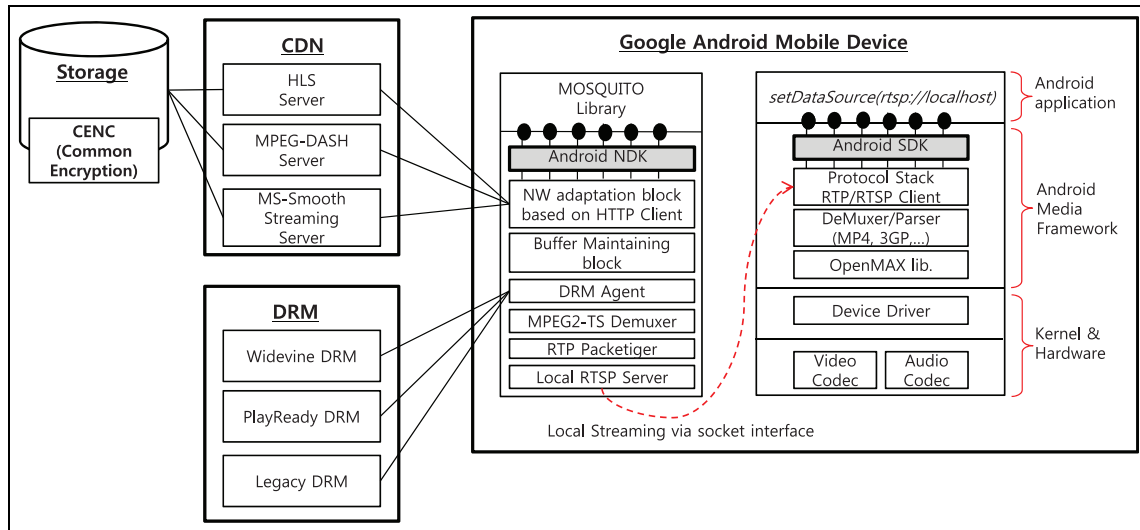 Storage
CENC
(Common
Encryption)
CDN
HLS
Server
MPEG-DASH
Server
MS-Smooth
Streaming
Server
DRM
Widevine DRM
PlayReady DRM
Legacy DRM
Google Android Mobile Device
MOSQUITO
Library
Android NDK
NW adaptation block
based on HTTP Client
Buffer Maintaining
block
DRM Agent
MPEG2-TS Demuxer
RTP Packetiger
Local RTSP Server
Local Streaming via socket interface
setDataSource(rtsp://localhost)
Android SDK
Protocol Stack
RTP/RTSP Client
DeMuxer/Parser
(MP4, 3GP,...)
OpenMAX lib.
Device Driver
Video
Codec
Audio
Codec
Android
application
Android
Media
Framework
Kernel &
Hardware